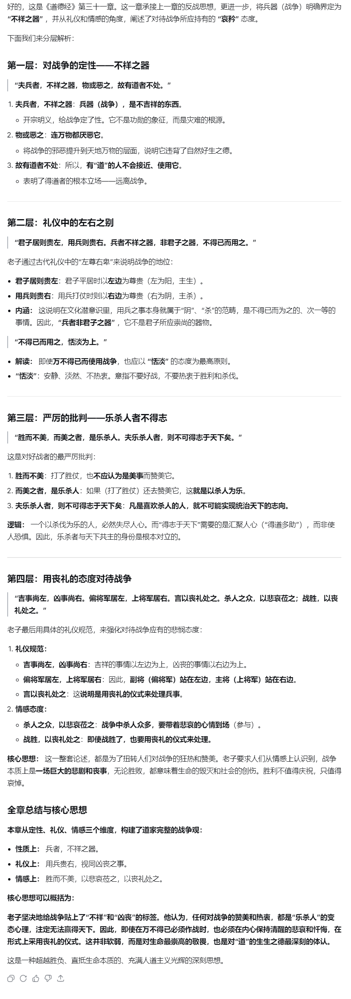 好的，这是《道德经》第三十一章。这一章承接上一章的反战思想，更进一步，将兵器（战争）明确界定为
“不祥之器” ，并从礼仪和情感的角度，阐述了对待战争所应持有的 “哀矜” 态度。
下面我们来分层解析：
第一层：对战争的定性——不祥之器
“夫兵者，不祥之器，物或恶之，故有道者不处。”
1. 夫兵者，不祥之器：兵器（战争），是不吉祥的东西。
开宗明义，给战争定了性。它不是功勋的象征，而是灾难的根源。
2. 物或恶之：连万物都厌恶它。
将战争的邪恶提升到天地万物的层面，说明它违背了自然好生之德。
3. 故有道者不处：所以，有“道”的人不会接近、使用它。
表明了得道者的根本立场——远离战争。
第二层：礼仪中的左右之别
“君子居则贵左，用兵则贵右。兵者不祥之器，非君子之器，不得已而用之。”
老子通过古代礼仪中的“左尊右卑”来说明战争的地位：
君子居则贵左：君子平居时以左边为尊贵（左为阳，主生）。
用兵则贵右：用兵打仗时则以右边为尊贵（右为阴，主杀）。
内涵： 这说明在文化潜意识里，用兵之事本身就属于“阴”、“杀”的范畴，是不得已而为之的、次一等的
事情。因此，“兵者非君子之器” ，它不是君子所应崇尚的器物。
“不得已而用之，恬淡为上。”
解读： 即使万不得已而使用战争，也应以 “恬淡” 的态度为最高原则。
“恬淡”：安静、淡然、不热衷。意指不要好战，不要热衷于胜利和杀伐。
第三层：严厉的批判——乐杀人者不得志
“胜而不美，而美之者，是乐杀人。夫乐杀人者，则不可得志于天下矣。”
这是对好战者的最严厉批判：
1. 胜而不美：打了胜仗，也不应认为是美事而赞美它。
2. 而美之者，是乐杀人：如果（打了胜仗）还去赞美它，这就是以杀人为乐。
3. 夫乐杀人者，则不可得志于天下矣：凡是喜欢杀人的人，就不可能实现统治天下的志向。
逻辑： 一个以杀伐为乐的人，必然失尽人心。而“得志于天下”需要的是汇聚人心（“得道多助”），而非使
人恐惧。因此，乐杀者与天下共主的身份是根本对立的。
第四层：用丧礼的态度对待战争
“吉事尚左，凶事尚右。偏将军居左，上将军居右。言以丧礼处之。杀人之众，以悲哀莅之；战胜，以丧
礼处之。”
老子最后用具体的礼仪规范，来强化对待战争应有的悲悯态度：
1. 礼仪规范：
吉事尚左，凶事尚右：吉祥的事情以左边为上，凶丧的事情以右边为上。
偏将军居左，上将军居右：因此，副将（偏将军）站在左边，主将（上将军）站在右边。
言以丧礼处之：这说明是用丧礼的仪式来处理兵事。
2. 情感态度：
杀人之众，以悲哀莅之：战争中杀人众多，要带着悲哀的心情到场（参与）。
战胜，以丧礼处之：即使战胜了，也要用丧礼的仪式来处理。
核心思想： 这一整套论述，都是为了扭转人们对战争的狂热和赞美。老子要求人们从情感上认识到，战争
本质上是一场巨大的悲剧和丧事，无论胜败，都意味着生命的毁灭和社会的创伤。胜利不值得庆祝，只值得
哀悼。
全章总结与核心思想
本章从定性、礼仪、情感三个维度，构建了道家完整的战争观：
性质上： 兵者，不祥之器。
礼仪上： 用兵贵右，视同凶丧之事。
情感上： 胜而不美，以悲哀莅之，以丧礼处之。
核心思想可以概括为：
老子坚决地给战争贴上了“不祥”和“凶丧”的标签。他认为，任何对战争的赞美和热衷，都是“乐杀人”的变
态心理，注定无法赢得天下。因此，即使在万不得已必须作战时，也必须在内心保持清醒的悲哀和忏悔，在
形式上采用丧礼的仪式。这并非软弱，而是对生命最崇高的敬畏，也是对“道”的生生之德最深刻的体认。
这是一种超越胜负、直抵生命本质的、充满人道主义光辉的深刻思想。